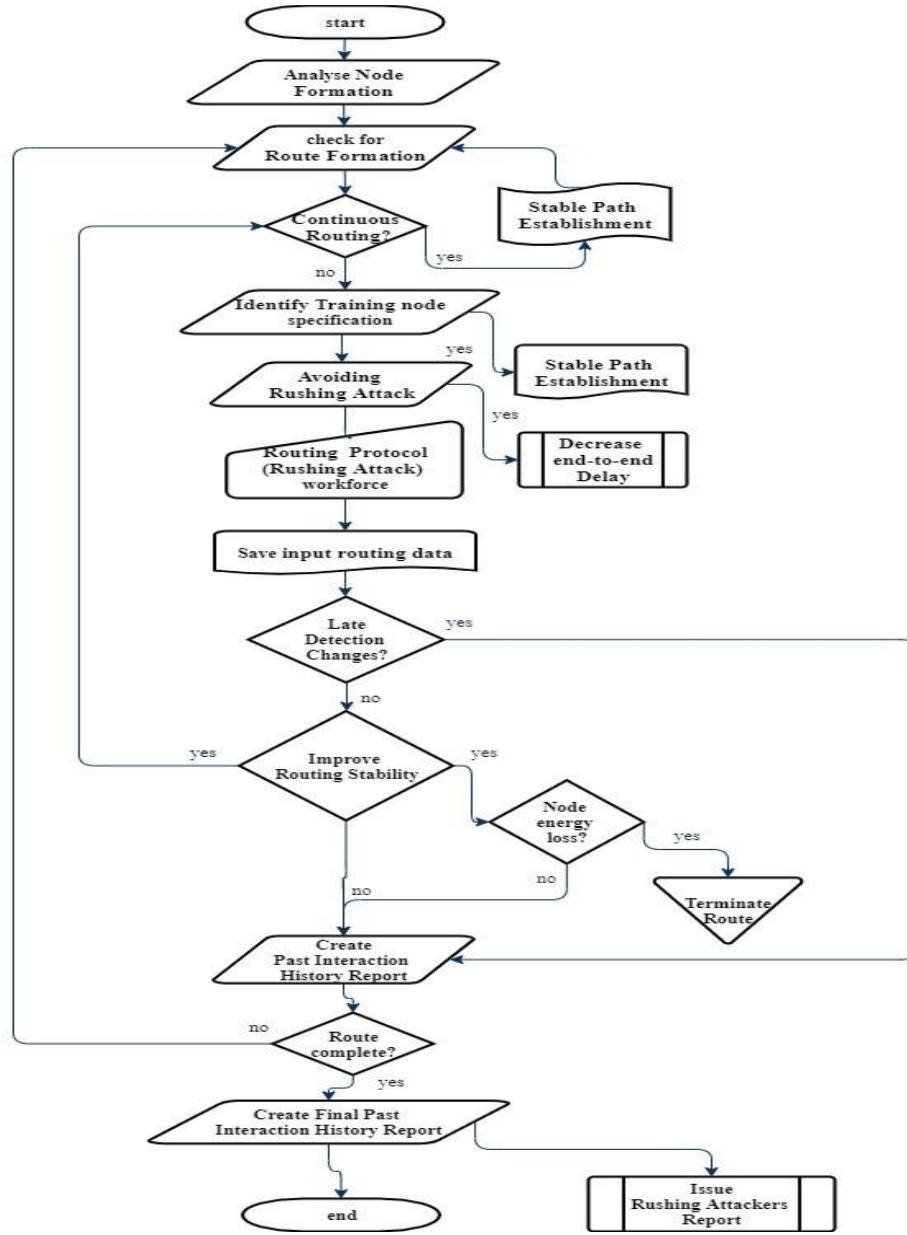 start
Analyse Node
Formation
check for
Route Formation
Continuous
Routing?
yes
Stable Path
Establishment
no
Identify Training node
specification
yes
Stable Path
Establishment
Avoiding
Rushing Attack
yes
Decrease
end-to-end
Delay
Routing Protocol
(Rushing Attack)
workforce
Save input routing data
Late
Detection
Changes?
yes
no
yes
Improve
Routing Stability
yes
Node
energy
loss?
yes
no
no
Terminate
Route
Create
Past Interaction
History Report
no
Route
complete?
yes
Create Final Past
Interaction History Report
Issue
Rushing Attackers
Report
end